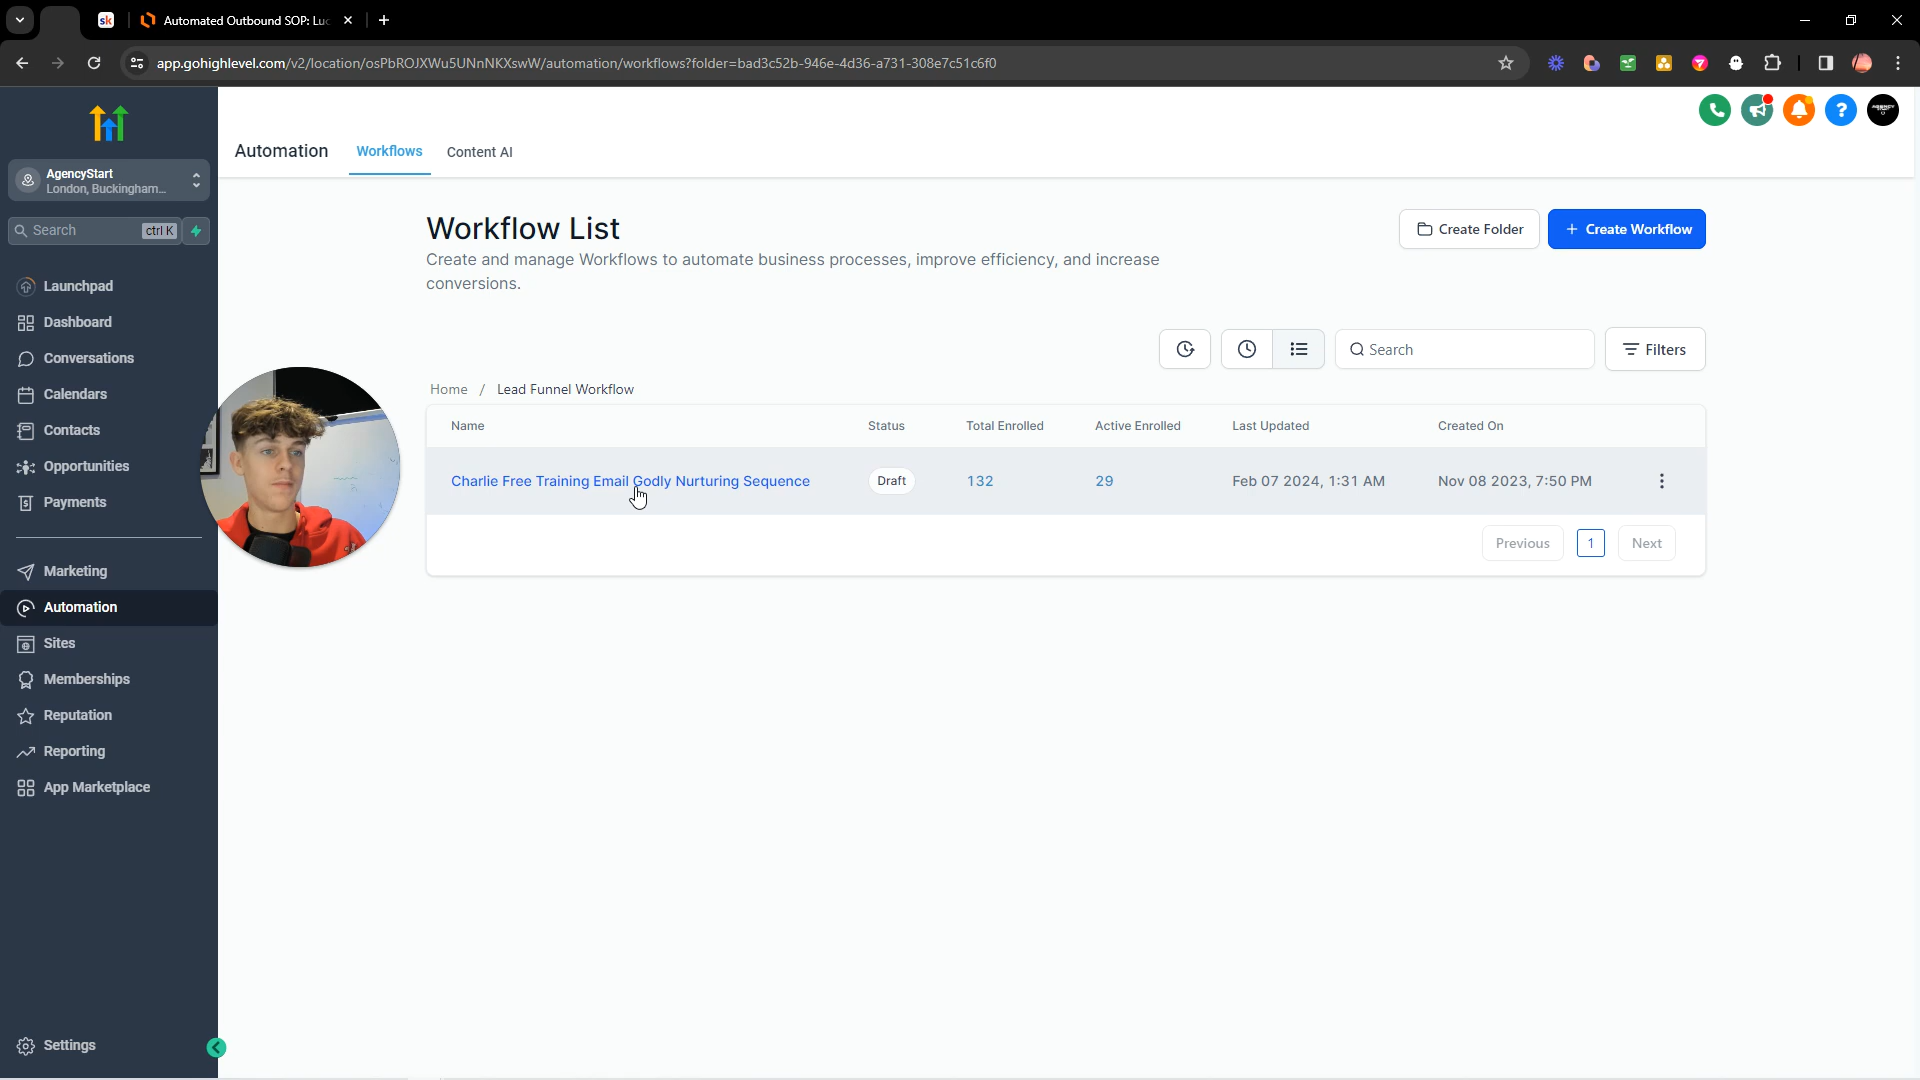 sk
Automated Outbound SOP: Luc
app.gohighlevel.com/v2/location/osPbROJXWu5UNnNKXswW/automation/workflows?folder=bad3c52b-946e-4d36-a731-308e7c51c6f0
AgencyStart
London, Buckingham...
Search
ctrl K
Launchpad
Dashboard
Conversations
Calendars
Contacts
Opportunities
Payments
Marketing
Automation
Sites
Memberships
Reputation
Reporting
App Marketplace
Settings
Automation
Workflows
Content AI
Workflow List
Create and manage Workflows to automate business processes, improve efficiency, and increase
conversions.
Create Folder
+ Create Workflow
Search
Filters
Home / Lead Funnel Workflow
Name Status Total Enrolled Active Enrolled Last Updated Created On
Charlie Free Training Email Godly Nurturing Sequence Draft 132 29 Feb 07 2024, 1:31 AM Nov 08 2023, 7:50 PM
Previous 1 Next